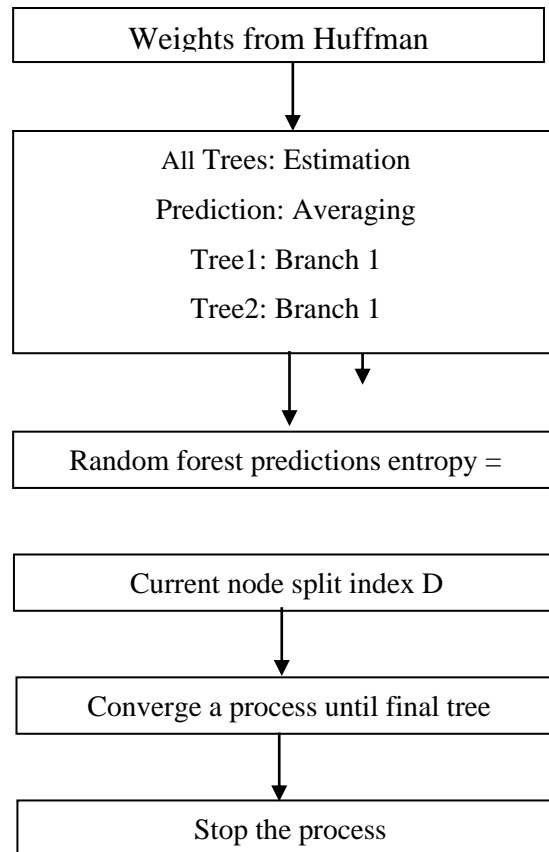 Weights from Huffman
All Trees: Estimation
Prediction: Averaging
Tree1: Branch 1
Tree2: Branch 1
Random forest predictions entropy =
Current node split index D
Converge a process until final tree
Stop the process